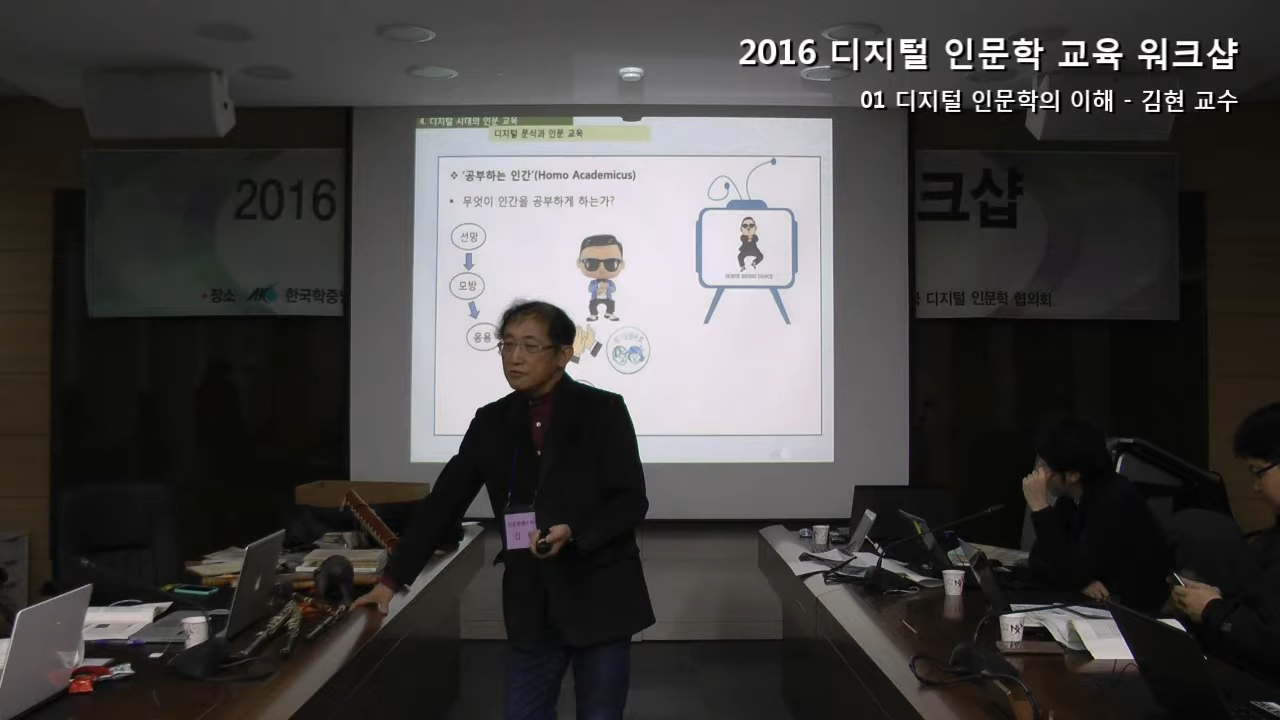 2016 디지털 인문학 교육 워크샵
01 디지털 인문학의 이해 - 김현 교수
4. 디지털 시대의 인문 교육
디지털 문식과 인문 교육
❖ '공부하는 인간'(Homo Academicus)
• 무엇이 인간을 공부하게 하는가?
선망
모방
응용
2016
크샵
장소
한국학중앙
디지털 인문학 협의회